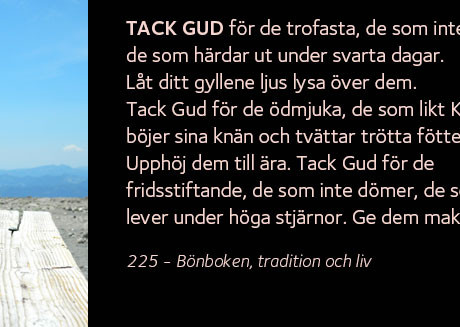 TACK GUD för de trofasta, de som inte
de som härdar ut under svarta dagar.
Låt ditt gyllene ljus lysa över dem.
Tack Gud för de ödmjuka, de som likt K
böjer sina knän och tvättar trötta fötte
Upphöj dem till ära. Tack Gud för de
fridsstiftande, de som inte dömer, de s
lever under höga stjärnor. Ge dem mak
225 – Bönboken, tradition och liv